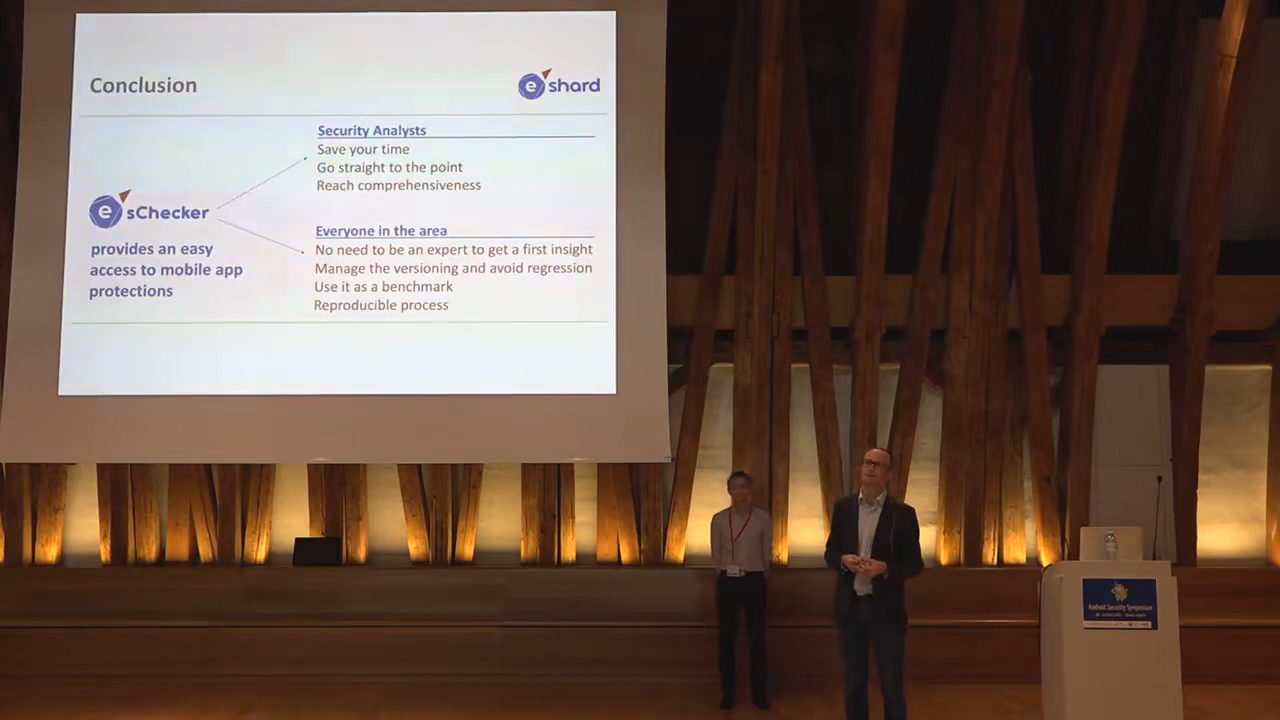 Conclusion
e'shard
Security Analysts
Save your time
Go straight to the point
Reach comprehensiveness
e'sChecker
provides an easy
access to mobile app
protections
Everyone in the area
No need to be an expert to get a first insight
Manage the versioning and avoid regression
Use it as a benchmark
Reproducible process
Android Security Symposium